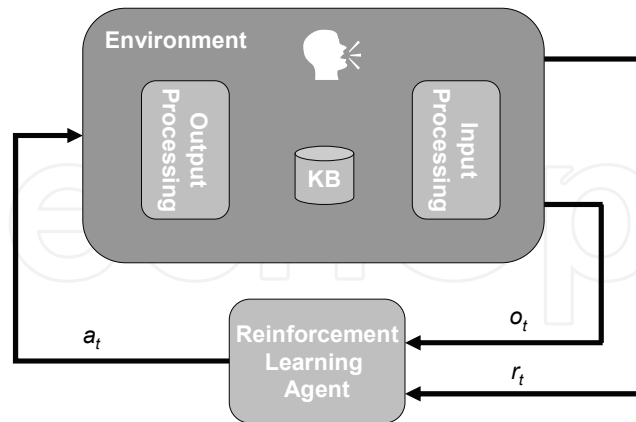 Environment
Output
Processing
KB
Input
Processing
a_t
Reinforcement
Learning
Agent
o_t
r_t